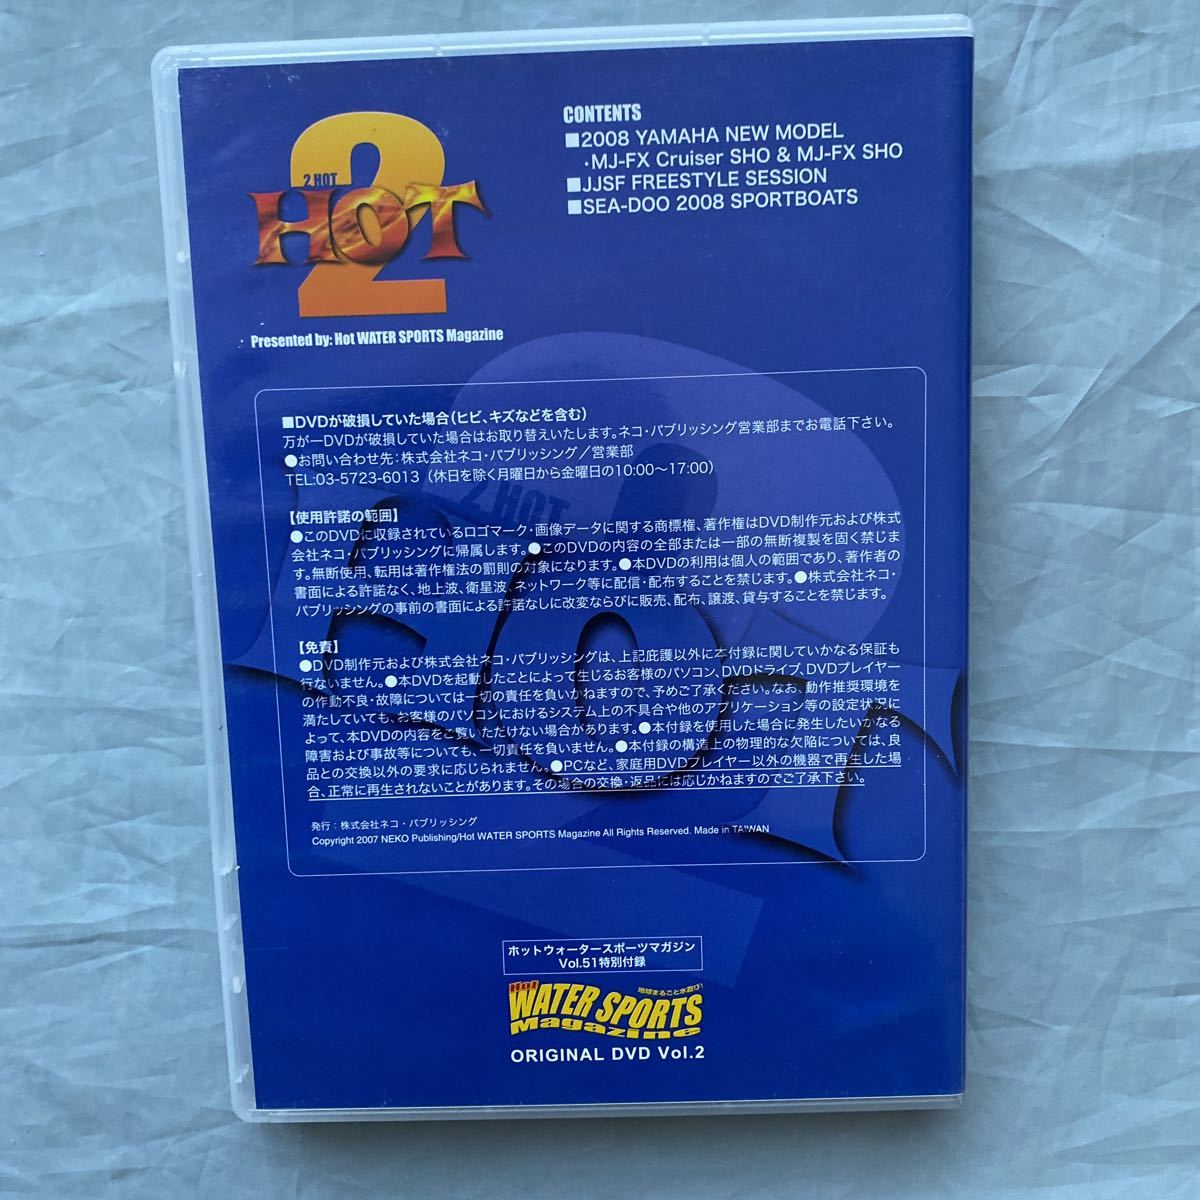 2
2 HOT
HOT
Presented by: Hot WATER SPORTS Magazine
CONTENTS
■2008 YAMAHA NEW MODEL
・MJ-FX Cruiser SHO & MJ-FX SHO
■JJSF FREESTYLE SESSION
■SEA-DOO 2008 SPORTBOATS
■DVDが破損していた場合(ヒビ、キズなどを含む)
万が一DVDが破損していた場合はお取り替えいたします。ネコ・パブリッシング営業部までお電話下さい。
●お問い合わせ先:株式会社ネコ・パブリッシング/営業部
TEL:03-5723-6013(休日を除く月曜日から金曜日の10:00〜17:00)
【使用許諾の範囲】
●このDVDに収録されているロゴマーク・画像データに関する商標権、著作権はDVD制作元および株式
会社ネコ・パブリッシングに帰属します。●このDVDの内容の全部または一部の無断複製を固く禁じま
す。無断使用、転用は著作権法の罰則の対象になります。●本DVDの利用は個人の範囲であり、著作者の
書面による許諾なく、地上波、衛星波、ネットワーク等に配信・配布することを禁じます。●株式会社ネコ・
パブリッシングの事前の書面による許諾なしに改変ならびに販売、配布、譲渡、貸与することを禁じます。
【免責】
●DVD制作元および株式会社ネコ・パブリッシングは、上記庇護以外に本付録に関していかなる保証も
行ないません。●本DVDを起動したことによって生じるお客様のパソコン、DVDドライブ、DVDプレイヤー
の作動不良・故障については一切の責任を負いかねますので、予めご了承ください。なお、動作推奨環境を
満たしていても、お客様のパソコンにおけるシステム上の不具合や他のアプリケーション等の設定状況に
よって、本DVDの内容をご覧いただけない場合があります。●本付録を使用した場合に発生したいかなる
障害および事故等についても、一切責任を負いません。●本付録の構造上の物理的な欠陥については、良
品との交換以外の要求に応じられません。●PCなど、家庭用DVDプレイヤー以外の機器で再生した場
合、正常に再生されないことがあります。その場合の交換・返品には応じかねますのでご了承下さい。
発行:株式会社ネコ・パブリッシング
Copyright 2007 NEKO Publishing/Hot WATER SPORTS Magazine All Rights Reserved. Made in TAIWAN
ホットウォータースポーツマガジン
Vol.51特別付録
地球まるごと水遊び!
Hot
WATER SPORTS
Magazine
ORIGINAL DVD Vol.2